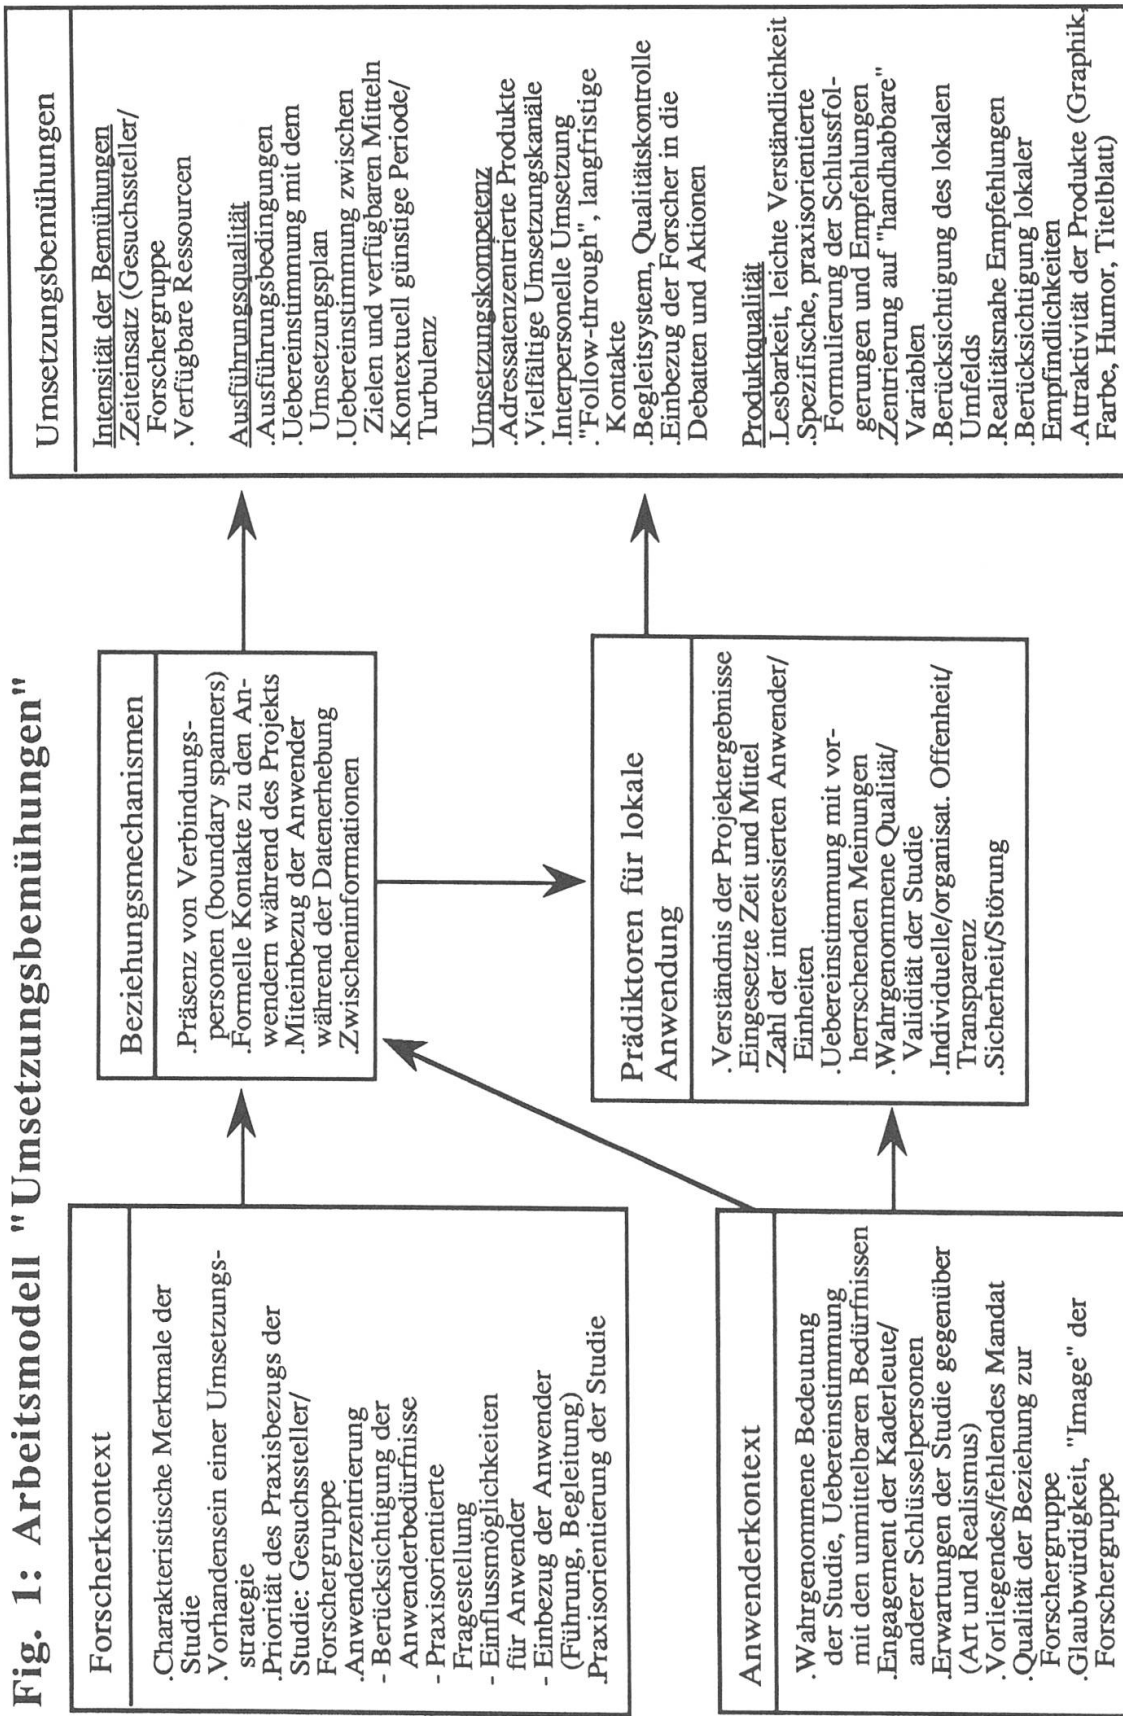 Fig. 1: Arbeitsmodell "Umsetzungsbemühungen"
Forscherkontext
.Charakteristische Merkmale der
Studie
.Vorhandensein einer Umsetzungs-
strategie
.Priorität des Praxisbezugs der
Studie: Gesuchssteller/
Forschergruppe
.Anwenderzentrierung
- Berücksichtigung der
Anwenderbedürfnisse
- Praxisorientierte
Fragestellung
- Einflussmöglichkeiten
für Anwender
- Einbezug der Anwender
(Führung, Begleitung)
.Praxisorientierung der Studie
Anwenderkontext
. Wahrgenommene Bedeutung
der Studie, Uebereinstimmung
mit den unmittelbaren Bedürfnissen
.Engagement der Kaderleute/
anderer Schlüsselpersonen
.Erwartungen der Studie gegenüber
(Art und Realismus)
.Vorliegendes/fehlendes Mandat
.Qualität der Beziehung zur
Forschergruppe
.Glaubwürdigkeit, "Image" der
Forschergruppe
Beziehungsmechanismen
.Präsenz von Verbindungs-
personen (boundary spanners)
.Formelle Kontakte zu den An-
wendern während des Projekts
.Miteinbezug der Anwender
während der Datenerhebung
.Zwischeninformationen
Prädiktoren für lokale
Anwendung
. Verständnis der Projektergebnisse
.Eingesetzte Zeit und Mittel
.Zahl der interessierten Anwender/
Einheiten
.Uebereinstimmung mit vor-
herrschenden Meinungen
.Wahrgenommene Qualität/
Validität der Studie
.Individuelle/organisat. Offenheit/
Transparenz
.Sicherheit/Störung
Umsetzungsbemühungen
Intensität der Bemühungen
.Zeiteinsatz (Gesuchssteller/
Forschergruppe
. Verfügbare Ressourcen
Ausführungsqualität
.Ausführungsbedingungen
.Uebereinstimmung mit dem
Umsetzungsplan
.Uebereinstimmung zwischen
Zielen und verfügbaren Mitteln
.Kontextuell günstige Periode/
Turbulenz
Umsetzungskompetenz
.Adressatenzentrierte Produkte
. Vielfältige Umsetzungskanäle
.Interpersonelle Umsetzung
."Follow-through", langfristige
Kontakte
.Begleitsystem, Qualitätskontrolle
.Einbezug der Forscher in die
Debatten und Aktionen
Produktqualität
.Lesbarkeit, leichte Verständlichkeit
.Spezifische, praxisorientierte
Formulierung der Schlussfol-
gerungen und Empfehlungen
.Zentrierung auf "handhabbare"
Variablen
.Berücksichtigung des lokalen
Umfelds
.Realitätsnahe Empfehlungen
.Berücksichtigung lokaler
Empfindlichkeiten
.Attraktivität der Produkte (Graphik,
Farbe, Humor, Titelblatt)